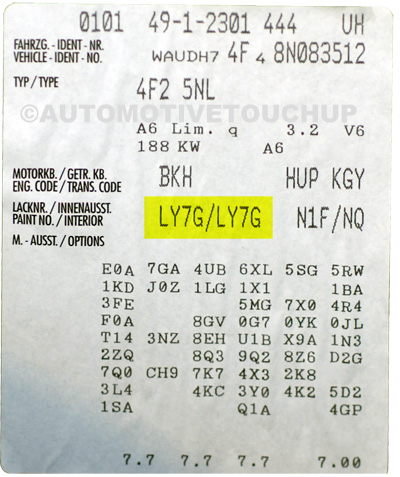 0101 49-1-2301 444 UH
FAHRZG. - IDENT - NR.
VEHICLE - IDENT - NO. WAUDH7 4F 4 8N083512
TYP / TYPE 4F2 5NL
©AUTOMOTIVETOUCHUP
A6 Lim. q 3.2 V6
188 KW A6
MOTORKB. / GETR. KB.
ENG. CODE / TRANS. CODE BKH HUP KGY
LACKNR. / INNENAUSST.
PAINT NO. / INTERIOR LY7G/LY7G N1F/NQ
M. - AUSST. / OPTIONS
E0A 7GA 4UB 6XL 5SG 5RW
1KD J0Z 1LG 1X1 1BA
3FE 5MG 7X0 4R4
F0A 8GV 0G7 0YK 0JL
T14 3NZ 8EH U1B X9A 1N3
2ZQ 8Q3 9Q2 8Z6 D2G
7Q0 CH9 7K7 4X3 2K8
3L4 4KC 3Y0 4K2 5D2
1SA Q1A 4GP
7.7 7.7 7.7 7.00